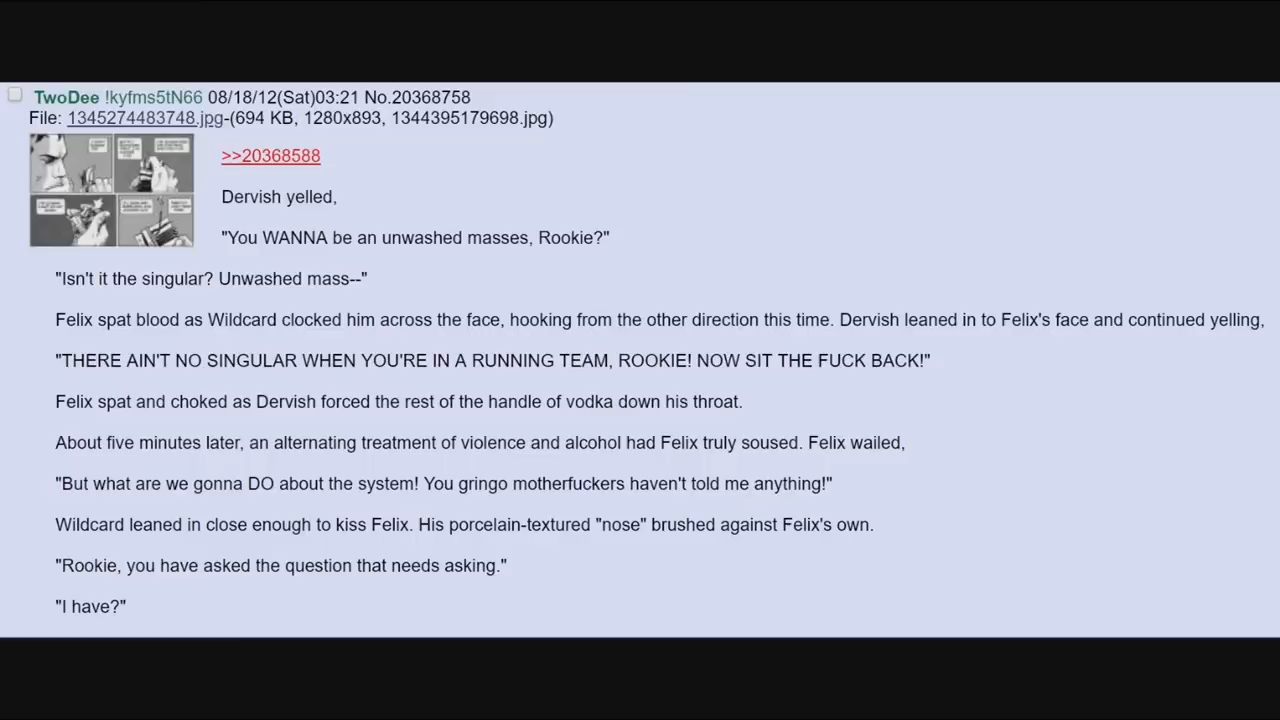 TwoDee !kyfms5tN66 08/18/12(Sat)03:21 No.20368758
File: 1345274483748.jpg-(694 KB, 1280x893, 1344395179698.jpg)
>>20368588
Dervish yelled,
"You WANNA be an unwashed masses, Rookie?"
"Isn't it the singular? Unwashed mass--"
Felix spat blood as Wildcard clocked him across the face, hooking from the other direction this time. Dervish leaned in to Felix's face and continued yelling,
"THERE AIN'T NO SINGULAR WHEN YOU'RE IN A RUNNING TEAM, ROOKIE! NOW SIT THE FUCK BACK!"
Felix spat and choked as Dervish forced the rest of the handle of vodka down his throat.
About five minutes later, an alternating treatment of violence and alcohol had Felix truly soused. Felix wailed,
"But what are we gonna DO about the system! You gringo motherfuckers haven't told me anything!"
Wildcard leaned in close enough to kiss Felix. His porcelain-textured "nose" brushed against Felix's own.
"Rookie, you have asked the question that needs asking."
"I have?"